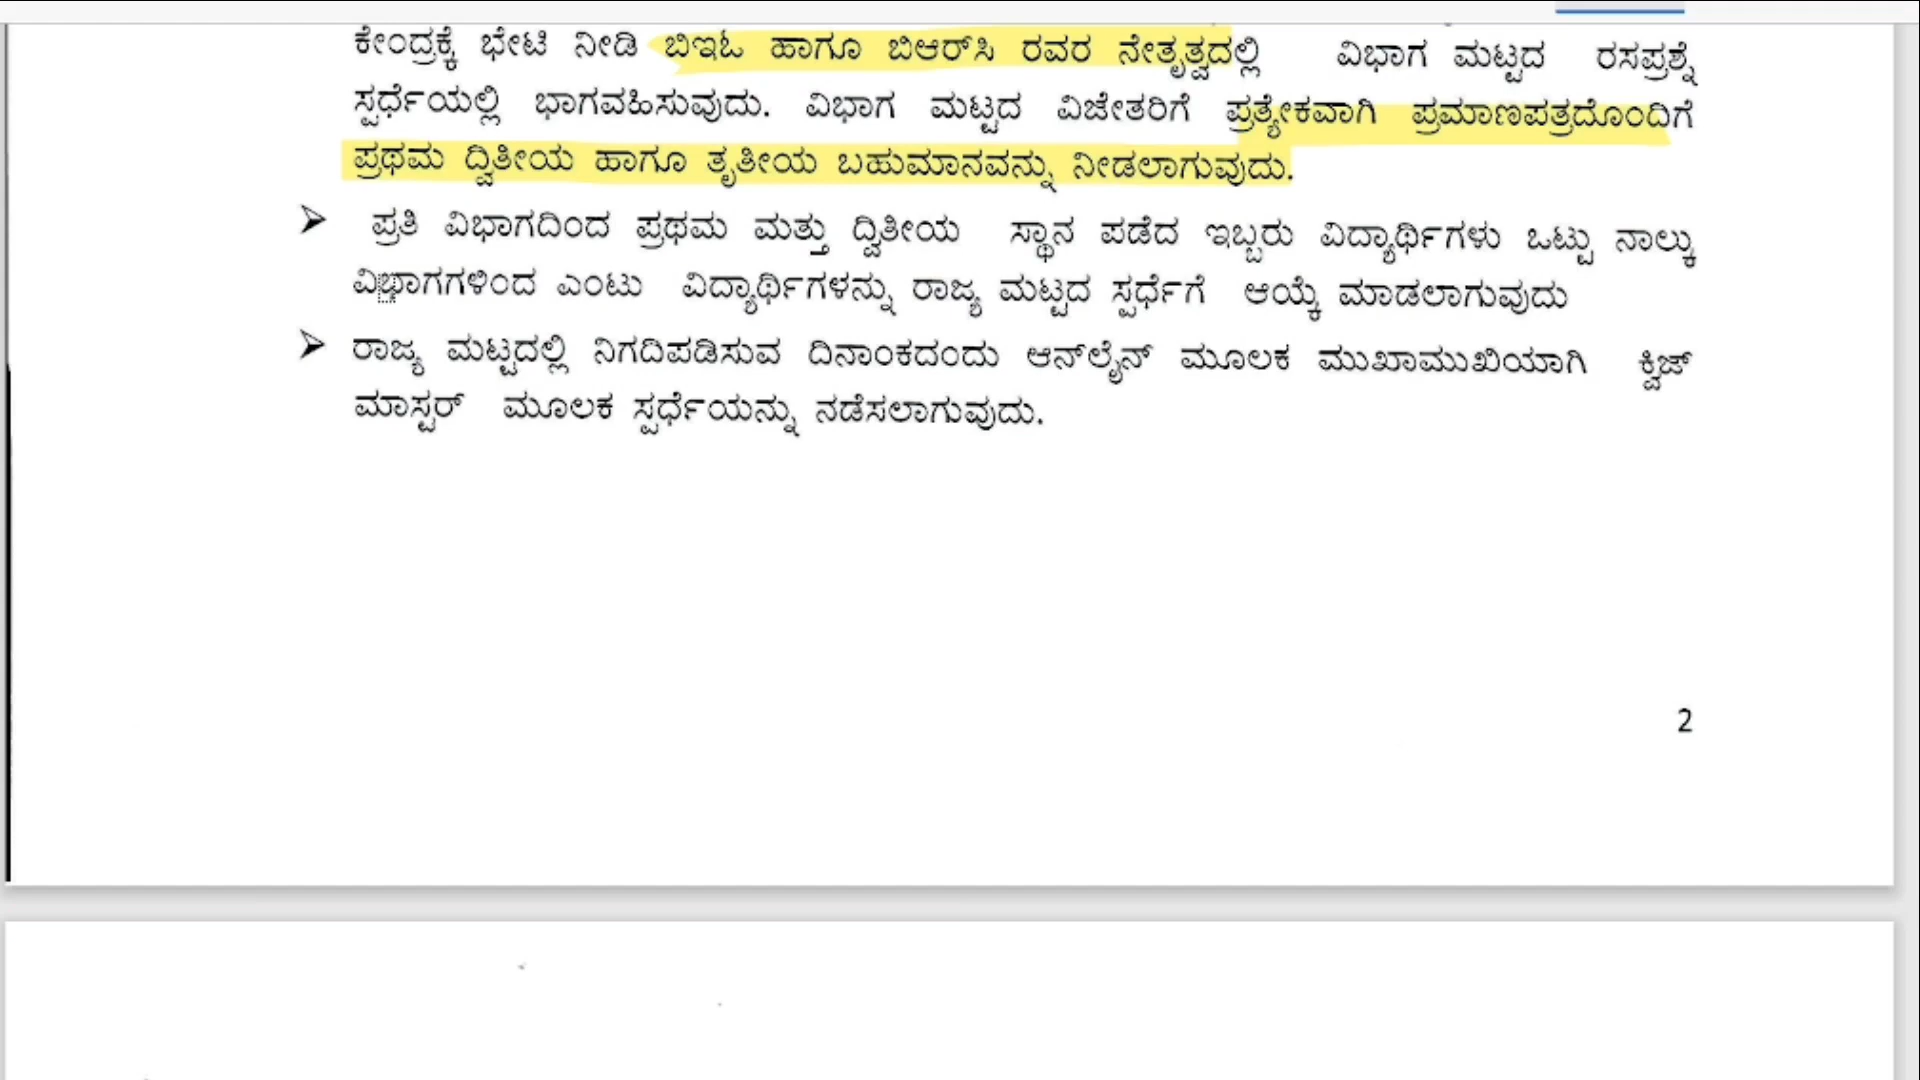 ಕೇಂದ್ರಕ್ಕೆ ಭೇಟಿ ನೀಡಿ ಬಿಇಓ ಹಾಗೂ ಬಿಆರ್‌ಸಿ ರವರ ನೇತೃತ್ವದಲ್ಲಿ ವಿಭಾಗ ಮಟ್ಟದ ರಸಪ್ರಶ್ನೆ
ಸ್ಪರ್ಧೆಯಲ್ಲಿ ಭಾಗವಹಿಸುವುದು. ವಿಭಾಗ ಮಟ್ಟದ ವಿಜೇತರಿಗೆ ಪ್ರತ್ಯೇಕವಾಗಿ ಪ್ರಮಾಣಪತ್ರದೊಂದಿಗೆ
ಪ್ರಥಮ ದ್ವಿತೀಯ ಹಾಗೂ ತೃತೀಯ ಬಹುಮಾನವನ್ನು ನೀಡಲಾಗುವುದು.
➤ ಪ್ರತಿ ವಿಭಾಗದಿಂದ ಪ್ರಥಮ ಮತ್ತು ದ್ವಿತೀಯ ಸ್ಥಾನ ಪಡೆದ ಇಬ್ಬರು ವಿದ್ಯಾರ್ಥಿಗಳು ಒಟ್ಟು ನಾಲ್ಕು
ವಿಭಾಗಗಳಿಂದ ಎಂಟು ವಿದ್ಯಾರ್ಥಿಗಳನ್ನು ರಾಜ್ಯ ಮಟ್ಟದ ಸ್ಪರ್ಧೆಗೆ ಆಯ್ಕೆ ಮಾಡಲಾಗುವುದು
➤ ರಾಜ್ಯ ಮಟ್ಟದಲ್ಲಿ ನಿಗದಿಪಡಿಸುವ ದಿನಾಂಕದಂದು ಆನ್‌ಲೈನ್ ಮೂಲಕ ಮುಖಾಮುಖಿಯಾಗಿ ಕ್ವಿಜ್
ಮಾಸ್ಟರ್ ಮೂಲಕ ಸ್ಪರ್ಧೆಯನ್ನು ನಡೆಸಲಾಗುವುದು.
2